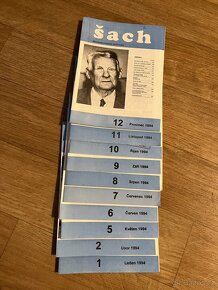 šach
12 Prosinec 1994
11 Listopad 1994
10 Říjen 1994
9 Září 1994
8 Srpen 1994
7 Červenec 1994
6 Červen 1994
5 Květen 1994
2 Únor 1994
1 Leden 1994